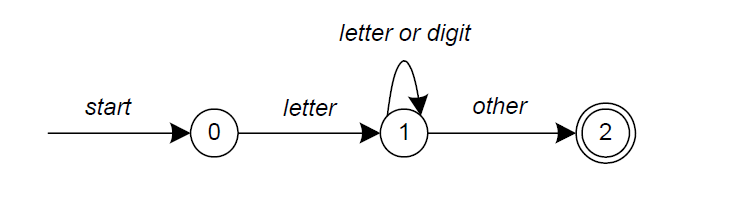 letter or digit
start
letter
other
0
1
2